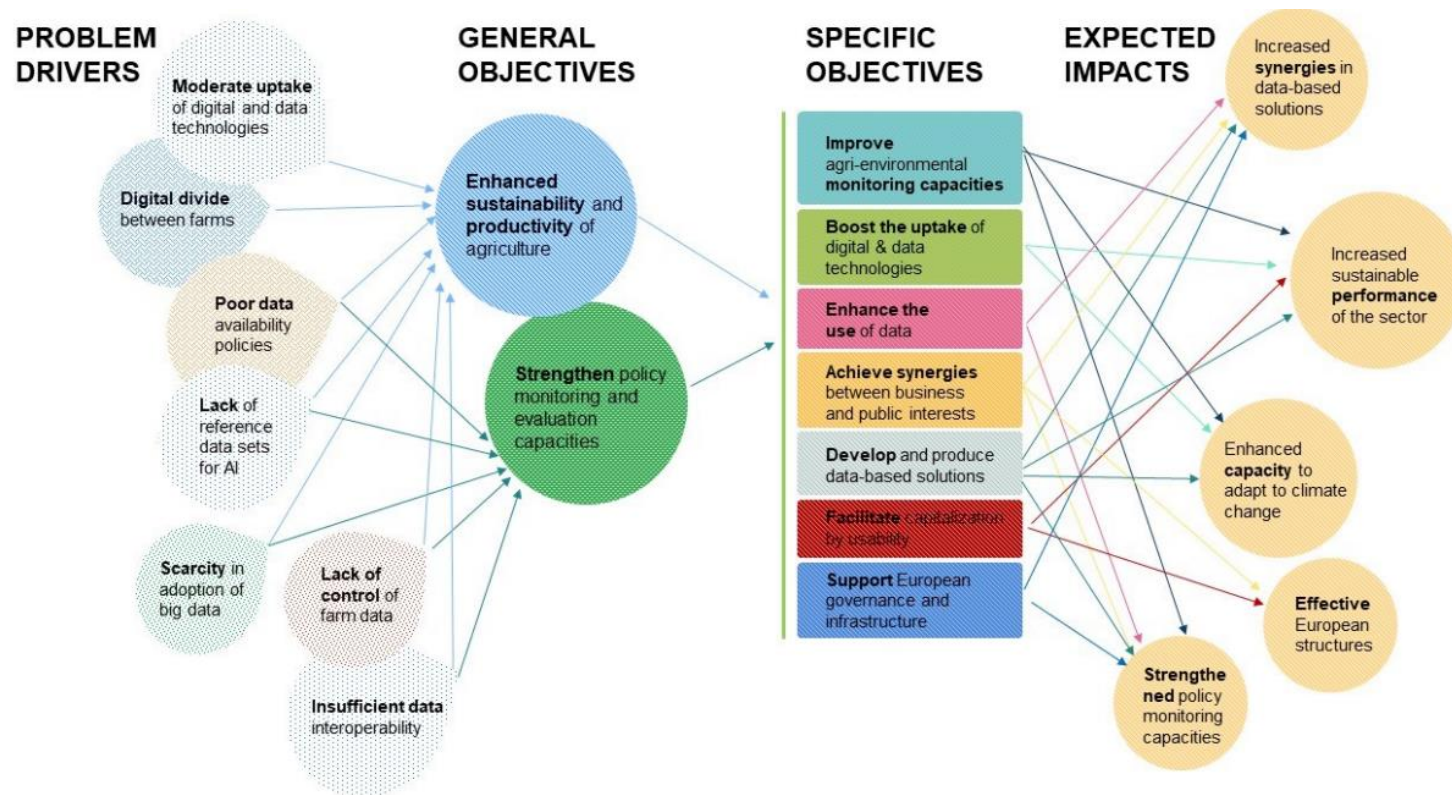 PROBLEM
DRIVERS
Moderate uptake
of digital and data
technologies
Digital divide
between farms
Poor data
availability
policies
Lack of
reference
data sets
for AI
Scarcity in
adoption of
big data
Lack of
control of
farm data
Insufficient data
interoperability
GENERAL
OBJECTIVES
Enhanced
sustainability and
productivity of
agriculture
Strengthen policy
monitoring and
evaluation
capacities
SPECIFIC
OBJECTIVES
Improve
agri-environmental
monitoring capacities
Boost the uptake of
digital & data
technologies
Enhance the
use of data
Achieve synergies
between business
and public interests
Develop and produce
data-based solutions
Facilitate capitalization
by usability
Support European
governance and
infrastructure
EXPECTED
IMPACTS
Increased
synergies in
data-based
solutions
Increased
sustainable
performance
of the sector
Enhanced
capacity to
adapt to climate
change
Effective
European
structures
Strengthe
ned policy
monitoring
capacities